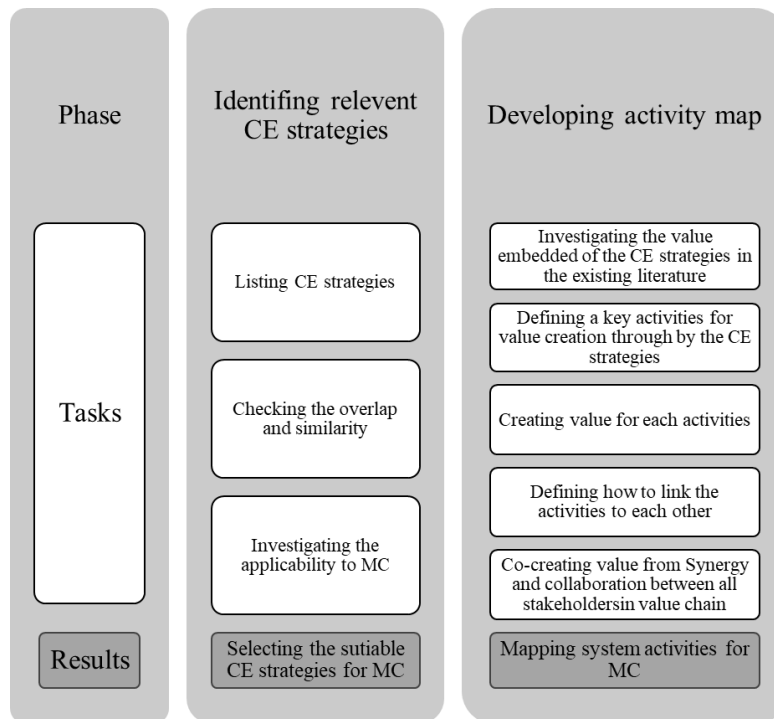 Phase
Identifing relevent
CE strategies
Developing activity map
Tasks
Listing CE strategies
Checking the overlap
and similarity
Investigating the
applicability to MC
Investigating the value
embedded of the CE strategies in
the existing literature
Defining a key activities for
value creation through by the CE
strategies
Creating value for each activities
Defining how to link the
activities to each other
Co-creating value from Synergy
and collaboration between all
stakeholdersin value chain
Results
Selecting the sutiable
CE strategies for MC
Mapping system activities for
MC